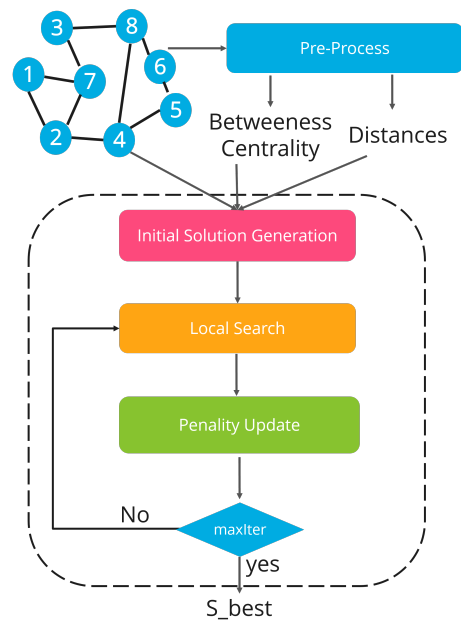 3
8
6
1
7
5
2
4
Pre-Process
Betweeness
Centrality
Distances
Initial Solution Generation
Local Search
Penality Update
maxIter
No
yes
S_best